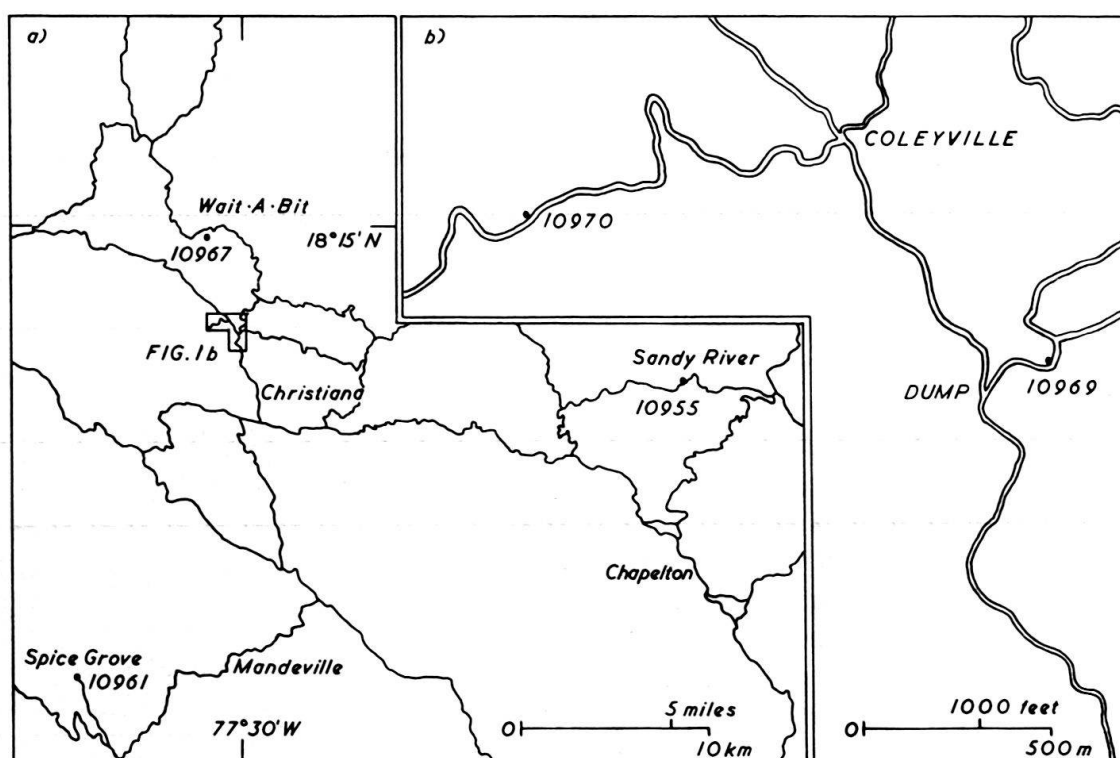 a)
Wait-A-Bit
10967
18°15' N
FIG. 1b
Christiana
Sandy River
10955
Chapelton
Spice Grove
10961
Mandeville
77°30' W
0
5 miles
10 km
b)
COLEYVILLE
10970
DUMP
10969
0
1000 feet
500 m